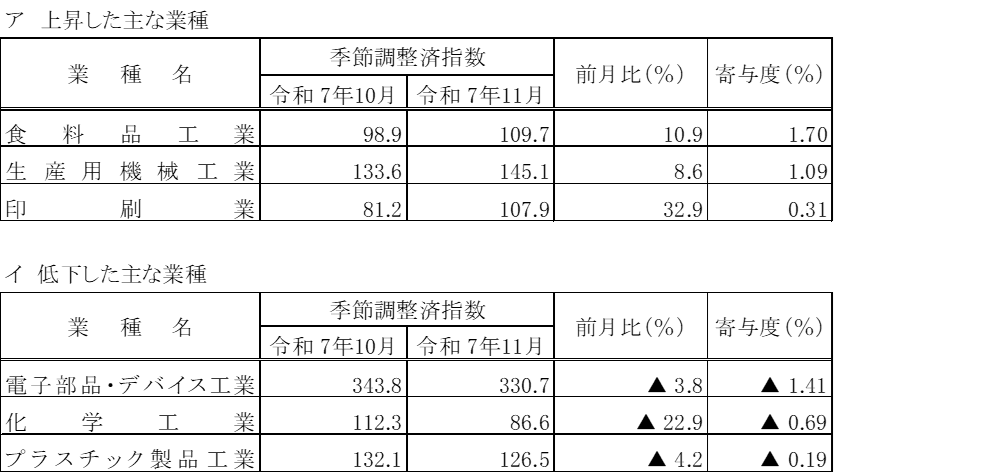 ア 上昇した主な業種
業種名 季節調整済指数 前月比(%) 寄与度(%)
令和7年10月 令和7年11月
食料品工業 98.9 109.7 10.9 1.70
生産用機械工業 133.6 145.1 8.6 1.09
印刷業 81.2 107.9 32.9 0.31
イ 低下した主な業種
業種名 季節調整済指数 前月比(%) 寄与度(%)
令和7年10月 令和7年11月
電子部品・デバイス工業 343.8 330.7 ▲ 3.8 ▲ 1.41
化学工業 112.3 86.6 ▲ 22.9 ▲ 0.69
プラスチック製品工業 132.1 126.5 ▲ 4.2 ▲ 0.19